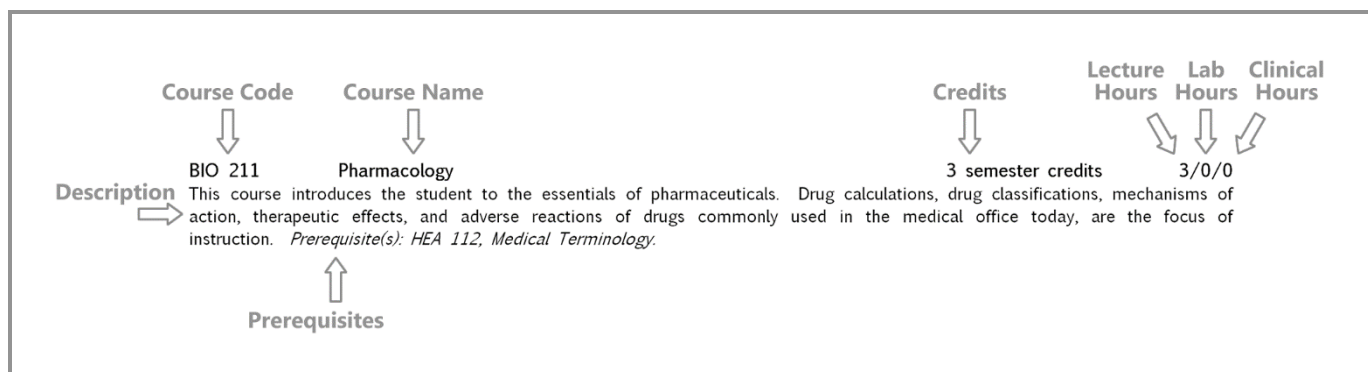 Lecture Lab Clinical
Course Code Course Name Credits Hours Hours Hours
BIO 211 Pharmacology 3 semester credits 3/0/0
Description This course introduces the student to the essentials of pharmaceuticals. Drug calculations, drug classifications, mechanisms of
action, therapeutic effects, and adverse reactions of drugs commonly used in the medical office today, are the focus of
instruction. Prerequisite(s): HEA 112, Medical Terminology.
Prerequisites